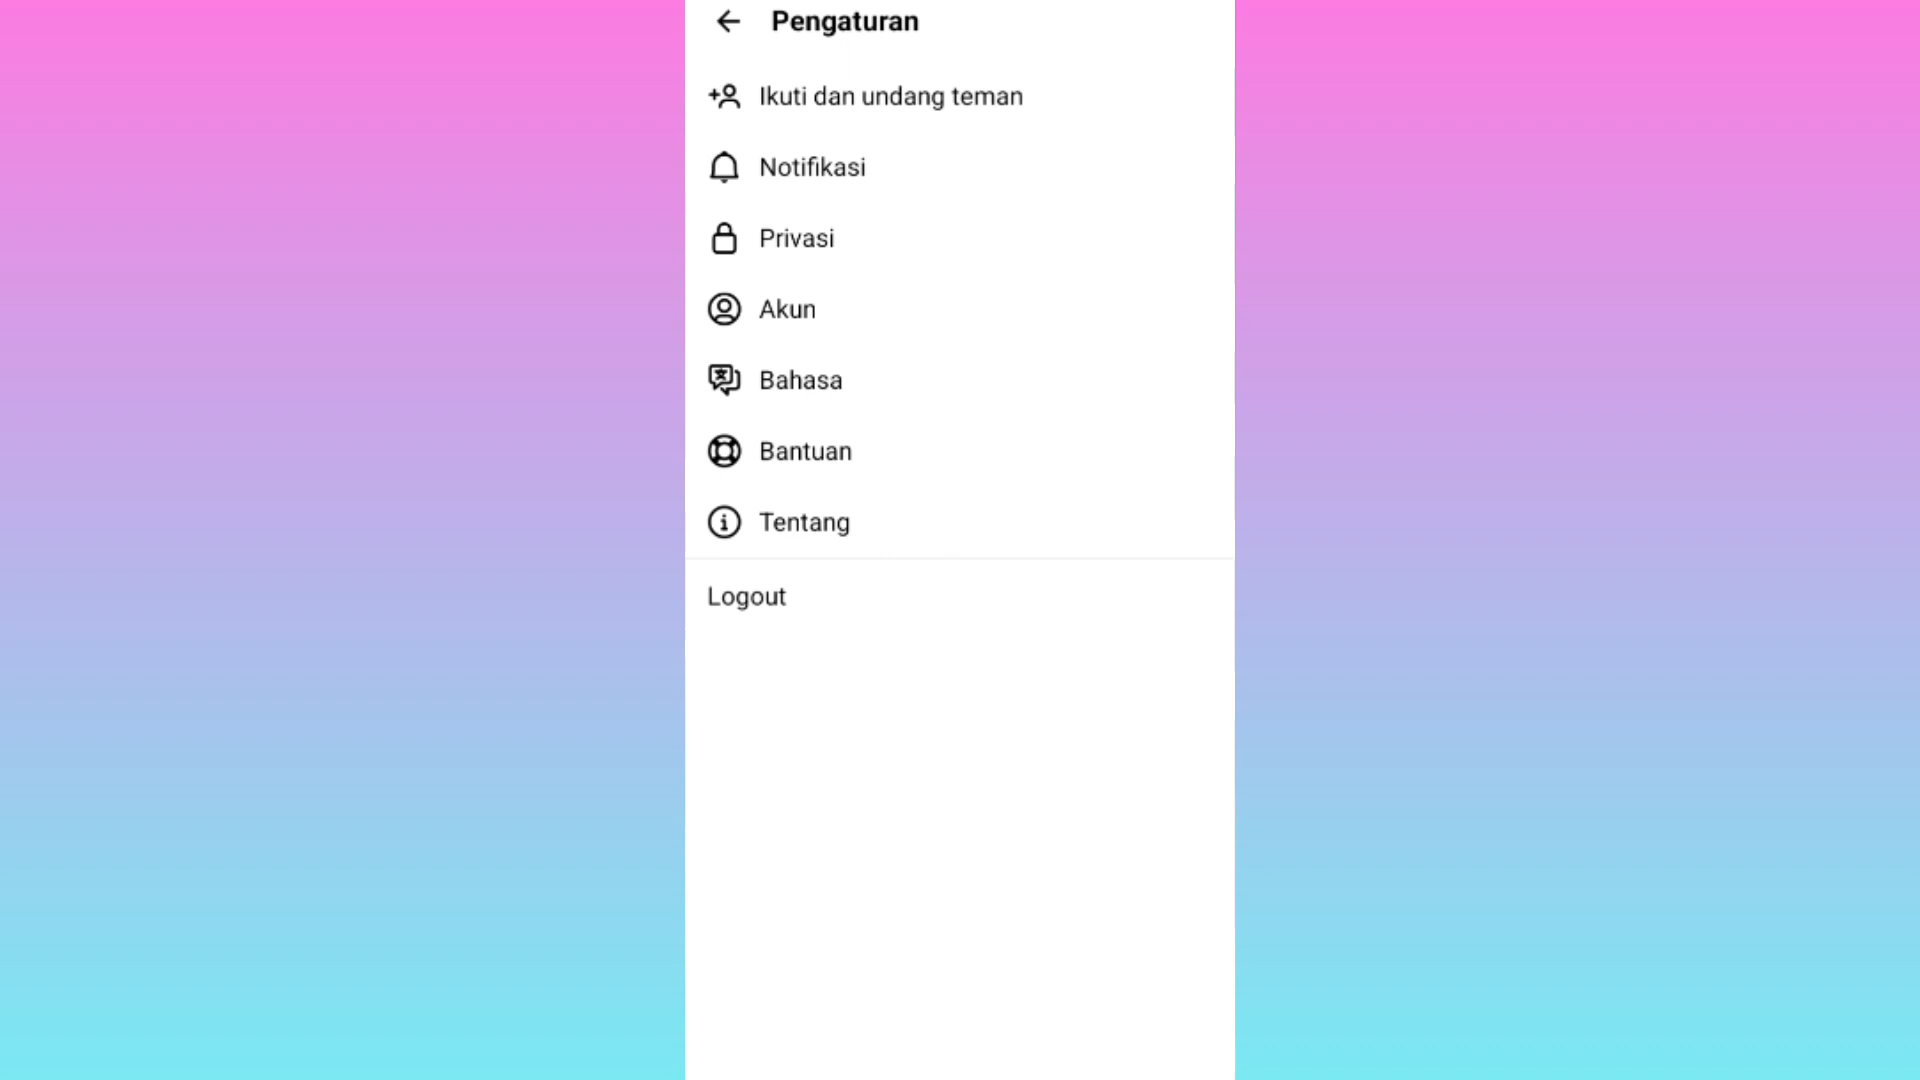 Pengaturan
Ikuti dan undang teman
Notifikasi
Privasi
Akun
Bahasa
Bantuan
Tentang
Logout